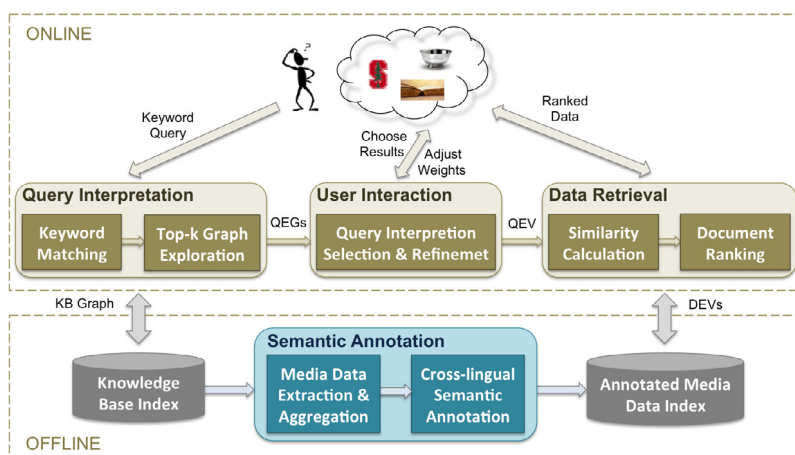 ONLINE
?
S
Keyword
Query
Choose
Results
Adjust
Weights
Ranked
Data
Query Interpretation
Keyword
Matching
Top-k Graph
Exploration
QEGs
User Interaction
Query Interpretion
Selection & Refinemet
QEV
Data Retrieval
Similarity
Calculation
Document
Ranking
KB Graph
DEVs
Semantic Annotation
Knowledge
Base Index
Media Data
Extraction &
Aggregation
Cross-lingual
Semantic
Annotation
Annotated Media
Data Index
OFFLINE